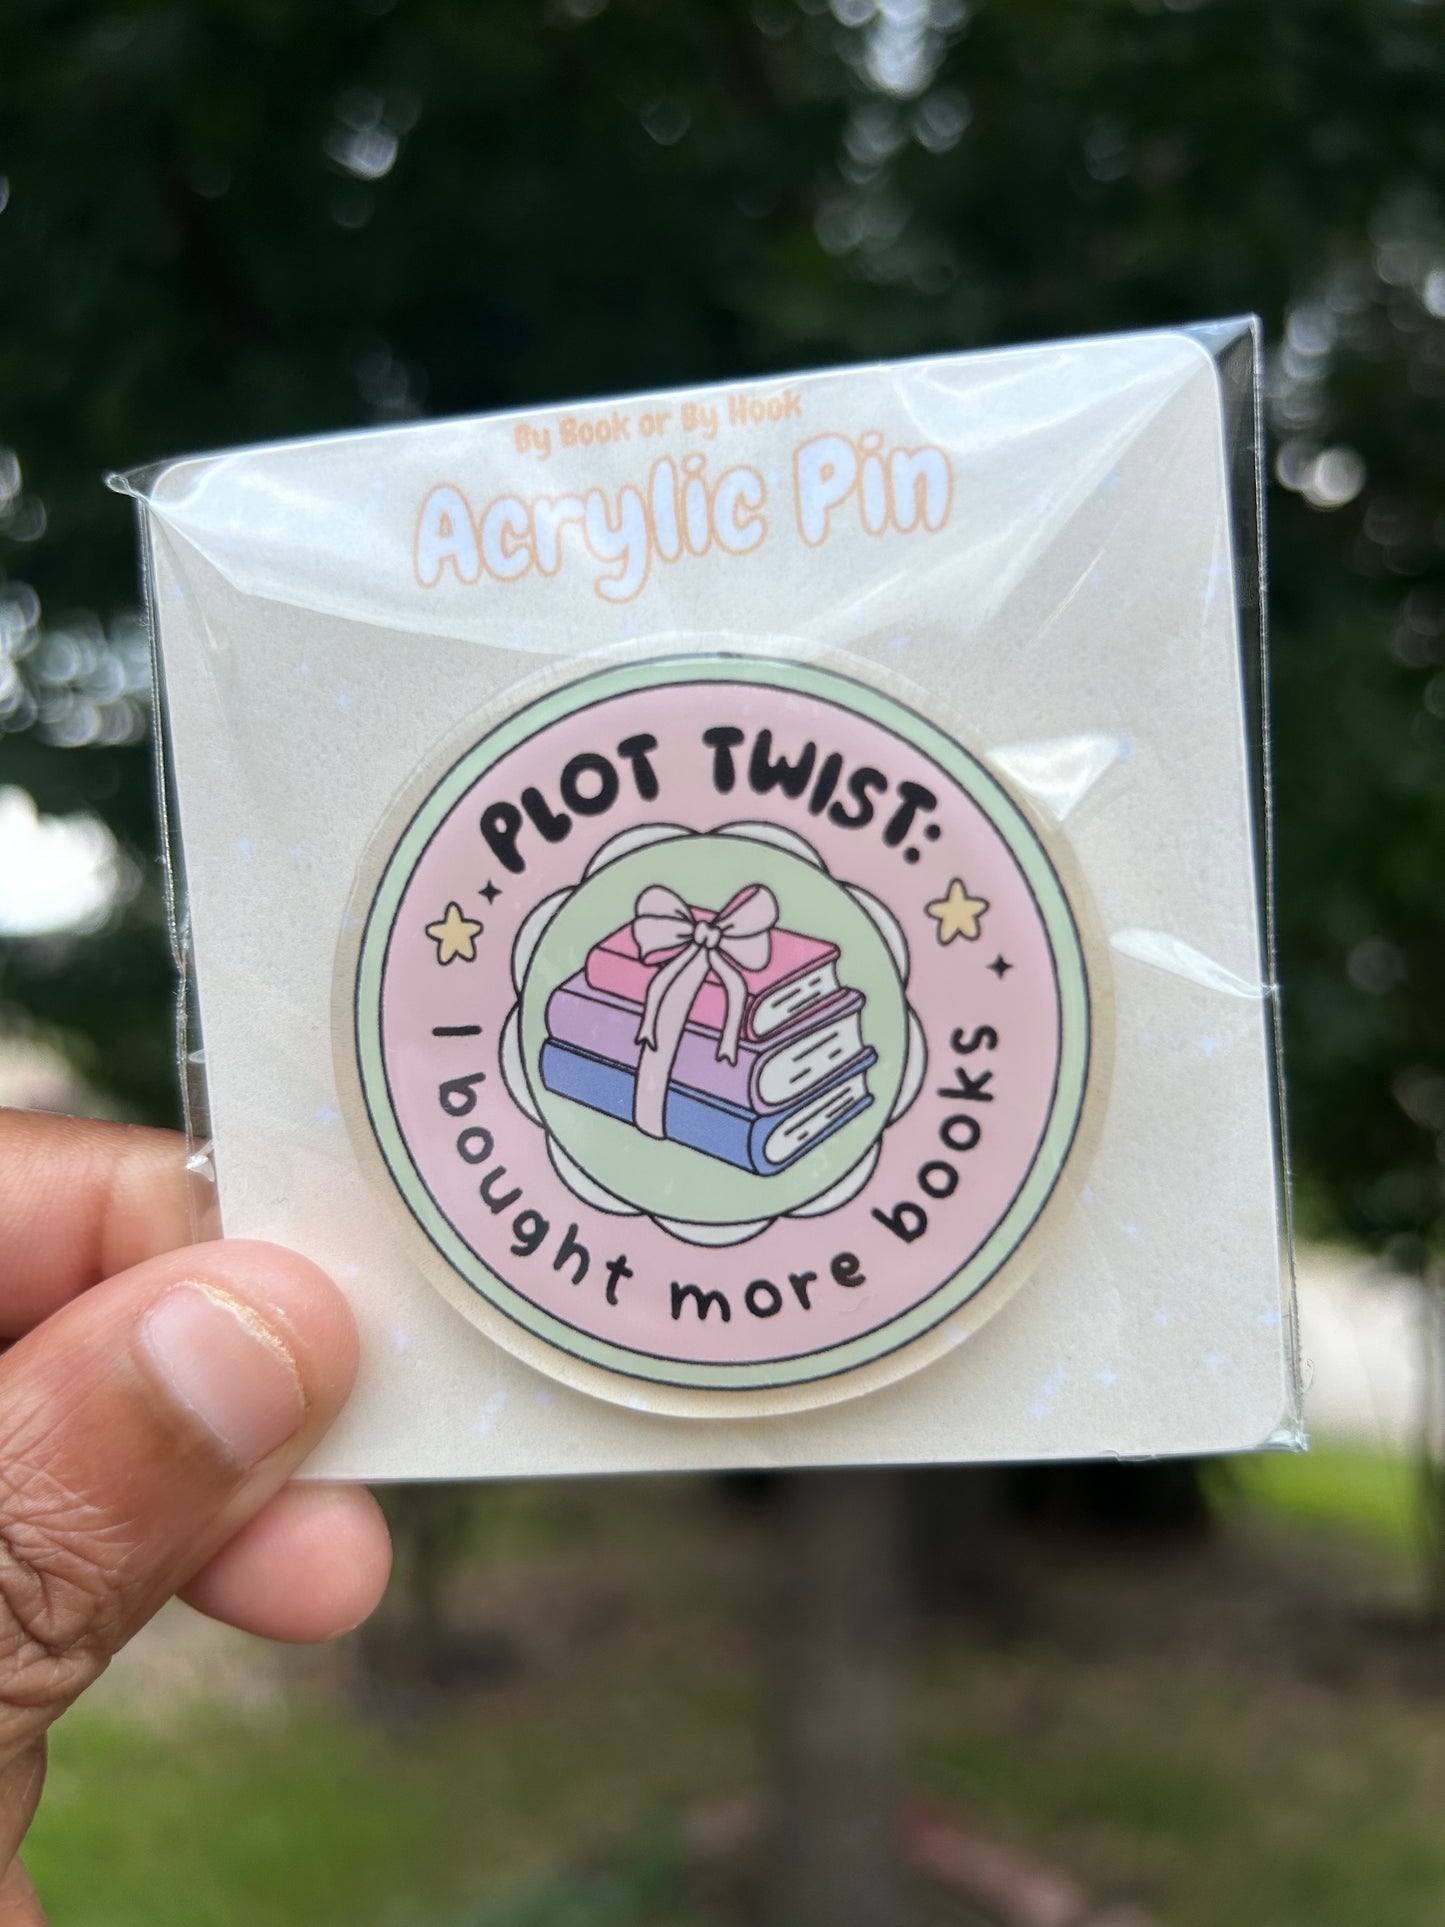 By Book or By Hook
Acrylic Pin
PLOT TWIST:
I bought more books